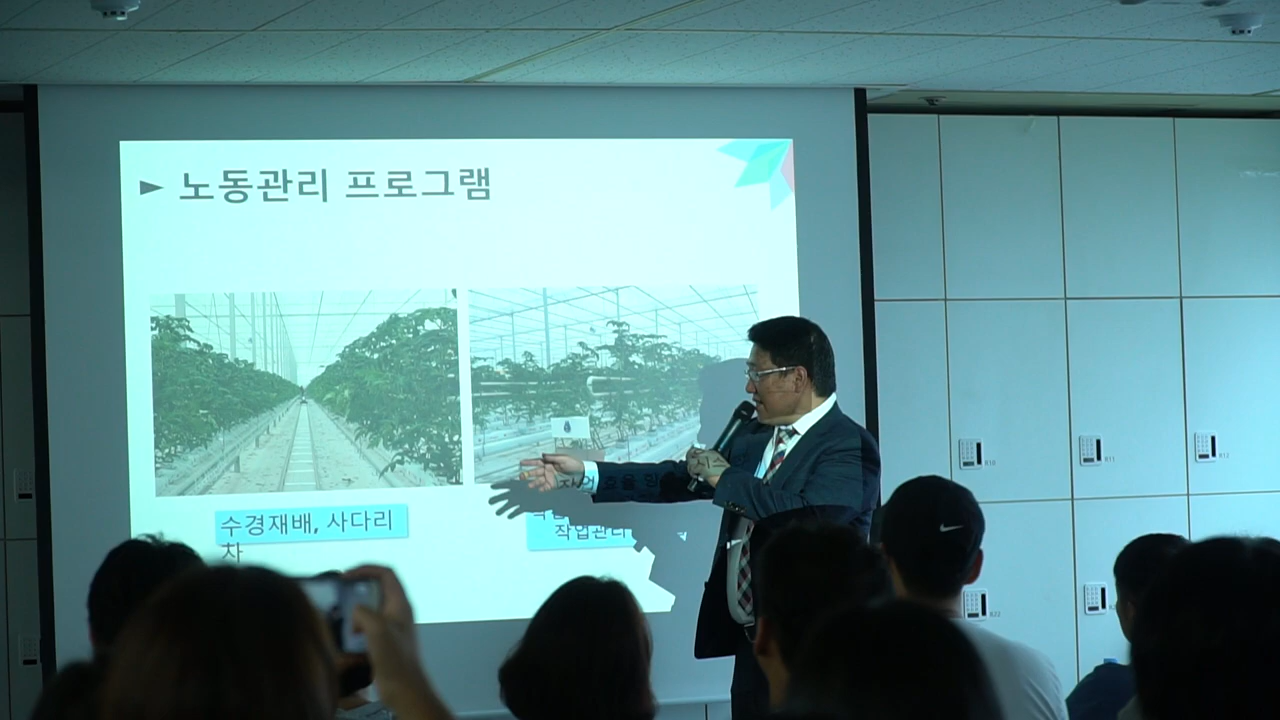 ► 노동관리 프로그램
수경재배, 사다리
차
작업관리